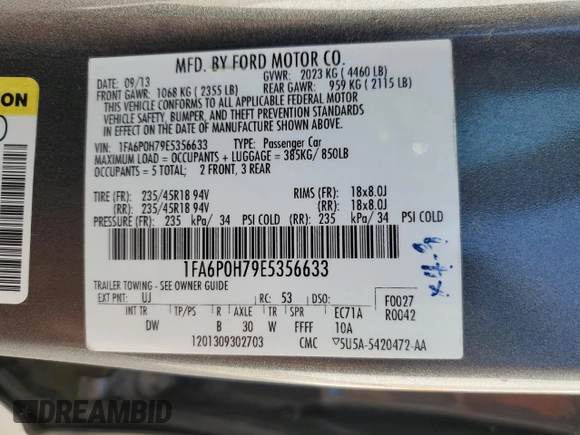 MFD. BY FORD MOTOR CO.
DATE: 09/13 GVWR: 2023 KG ( 4460 LB)
FRONT GAWR: 1068 KG ( 2355 LB) REAR GAWR: 959 KG ( 2115 LB)
THIS VEHICLE CONFORMS TO ALL APPLICABLE FEDERAL MOTOR
VEHICLE SAFETY, BUMPER, AND THEFT PREVENTION STANDARDS
IN EFFECT ON THE DATE OF MANUFACTURE SHOWN ABOVE.
VIN: 1FA6P0H79E5356633 TYPE: Passenger Car
MAXIMUM LOAD = OCCUPANTS + LUGGAGE = 385KG/ 850LB
OCCUPANTS = 5 TOTAL; 2 FRONT, 3 REAR
TIRE (FR): 235/45R18 94V RIMS (FR): 18x8.0J
(RR): 235/45R18 94V (RR): 18x8.0J
PRESSURE (FR): 235 kPa/ 34 PSI COLD (RR): 235 kPa/ 34 PSI COLD
1FA6P0H79E5356633
TRAILER TOWING - SEE OWNER GUIDE
EXT PNT: UJ RC: 53 DSO: F0027
INT TR TP/PS R AXLE TR SPR EC71A R0042
DW B 30 W FFFF 10A
1201309302703 CMC ▽5U5A-5420472-AA
ON
DREAMBID